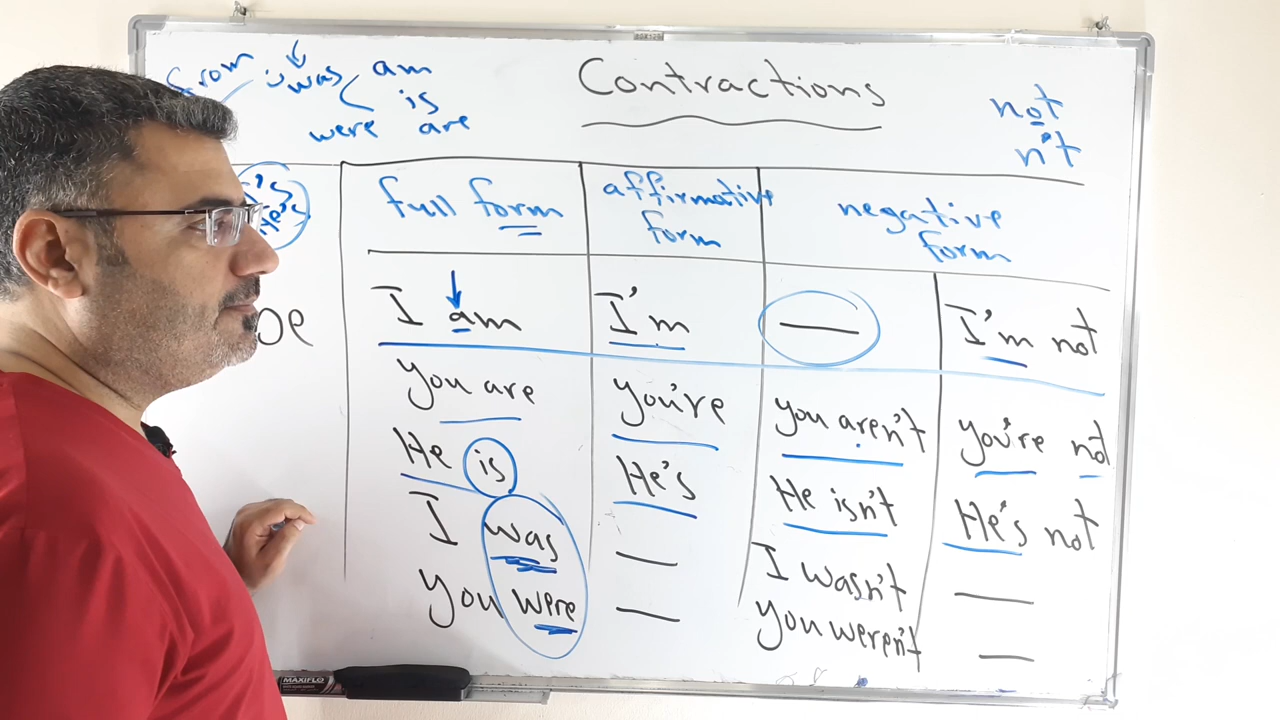 from was am
is
were are
Contractions
not
n't
's
He's
full form
affirmative
form
negative
form
I am
I'm
—
I'm not
be
you are
you're
you aren't
you're not
He is
He's
He isn't
He's not
I was
—
I wasn't
—
you were
—
you weren't
—
MAXIFLO